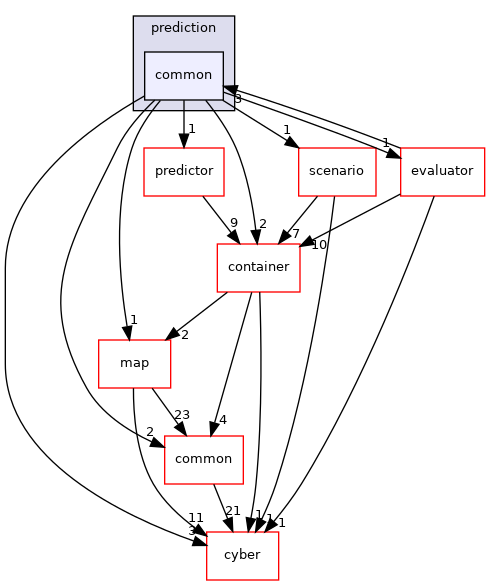 prediction
common
3
1
1
1
predictor
scenario
evaluator
9
2
7
10
container
1
2
map
23
4
2
common
21
11
3
1
1
1
cyber